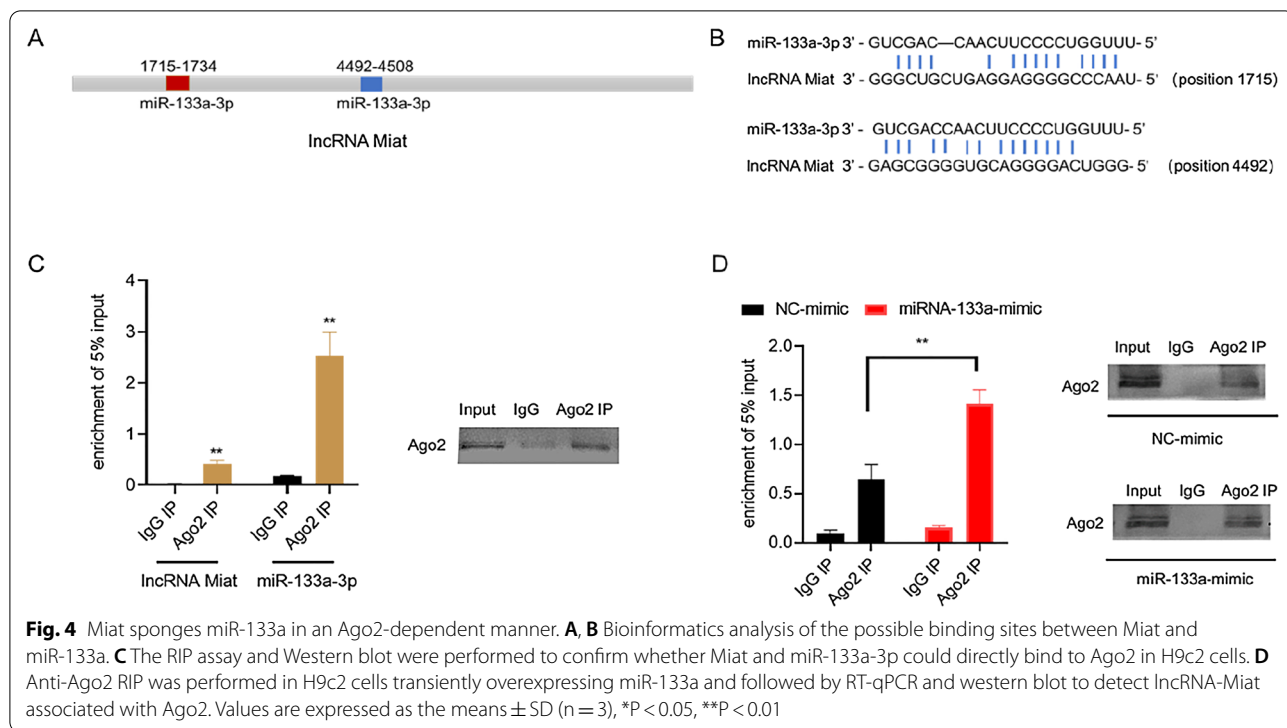 A
1715-1734 4492-4508
miR-133a-3p miR-133a-3p
lncRNA Miat
B
miR-133a-3p 3' - GUCGAC—CAACUUCCCCUGGUUU- 5'
lncRNA Miat 3' - GGGCUGCUGAGGAGGGGCCCAAU- 5' (position 1715)
miR-133a-3p 3' - GUCGACCAACUUCCCCUGGUUU- 5'
lncRNA Miat 3' - GAGCGGGGUGCAGGGGACUGGG- 5' (position 4492)
C
enrichment of 5% input
4
3
2
1
0
**
**
IgG IP Ago2 IP IgG IP Ago2 IP
lncRNA Miat miR-133a-3p
Input IgG Ago2 IP
Ago2
D
NC-mimic miRNA-133a-mimic
enrichment of 5% input
2.0
1.5
1.0
0.5
0.0
**
IgG IP Ago2 IP IgG IP Ago2 IP
Input IgG Ago2 IP
Ago2
NC-mimic
Input IgG Ago2 IP
Ago2
miR-133a-mimic
Fig. 4 Miat sponges miR-133a in an Ago2-dependent manner. A, B Bioinformatics analysis of the possible binding sites between Miat and
miR-133a. C The RIP assay and Western blot were performed to confirm whether Miat and miR-133a-3p could directly bind to Ago2 in H9c2 cells. D
Anti-Ago2 RIP was performed in H9c2 cells transiently overexpressing miR-133a and followed by RT-qPCR and western blot to detect lncRNA-Miat
associated with Ago2. Values are expressed as the means ± SD (n = 3), *P < 0.05, **P < 0.01